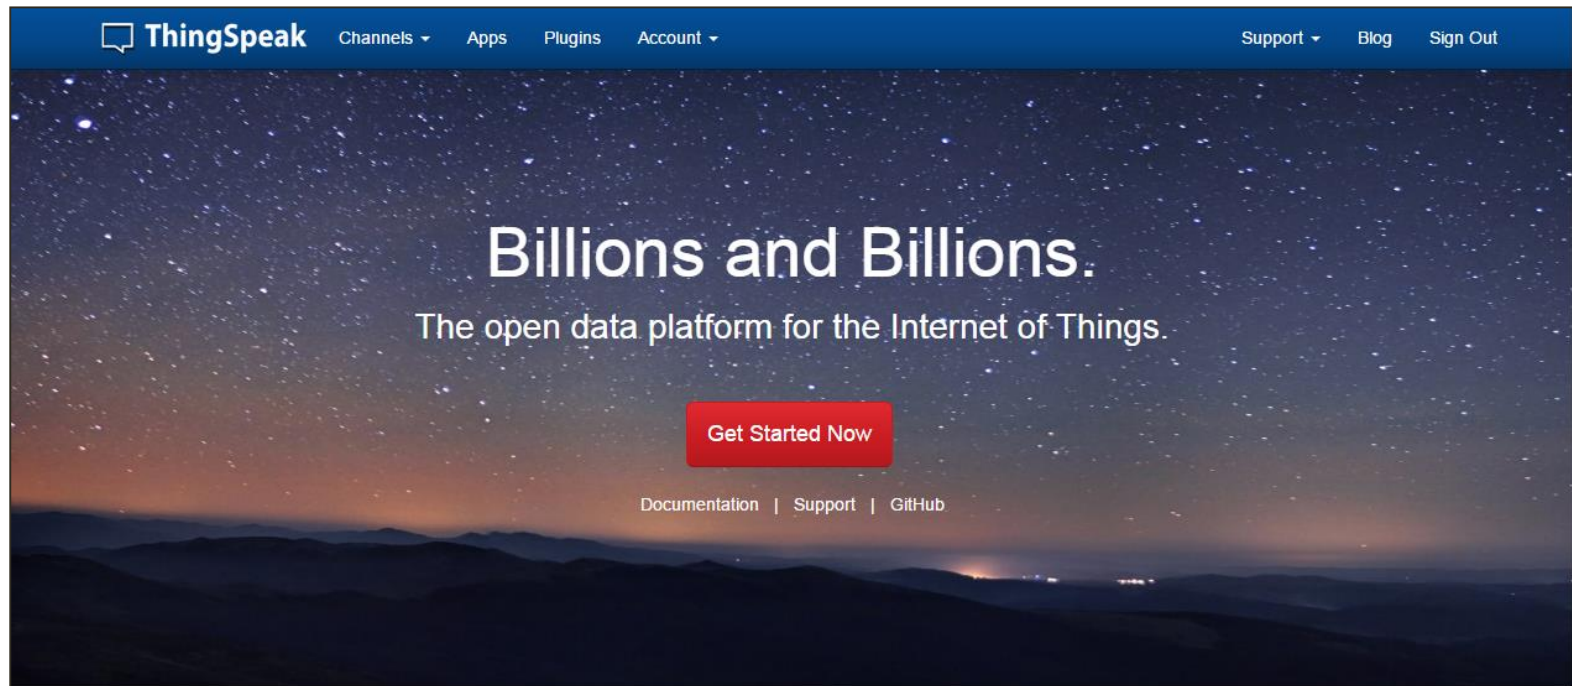 ThingSpeak Channels Apps Plugins Account Support Blog Sign Out
Billions and Billions.
The open data platform for the Internet of Things.
Get Started Now
Documentation | Support | GitHub